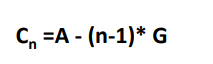 Cₙ =A - (n-1)* G